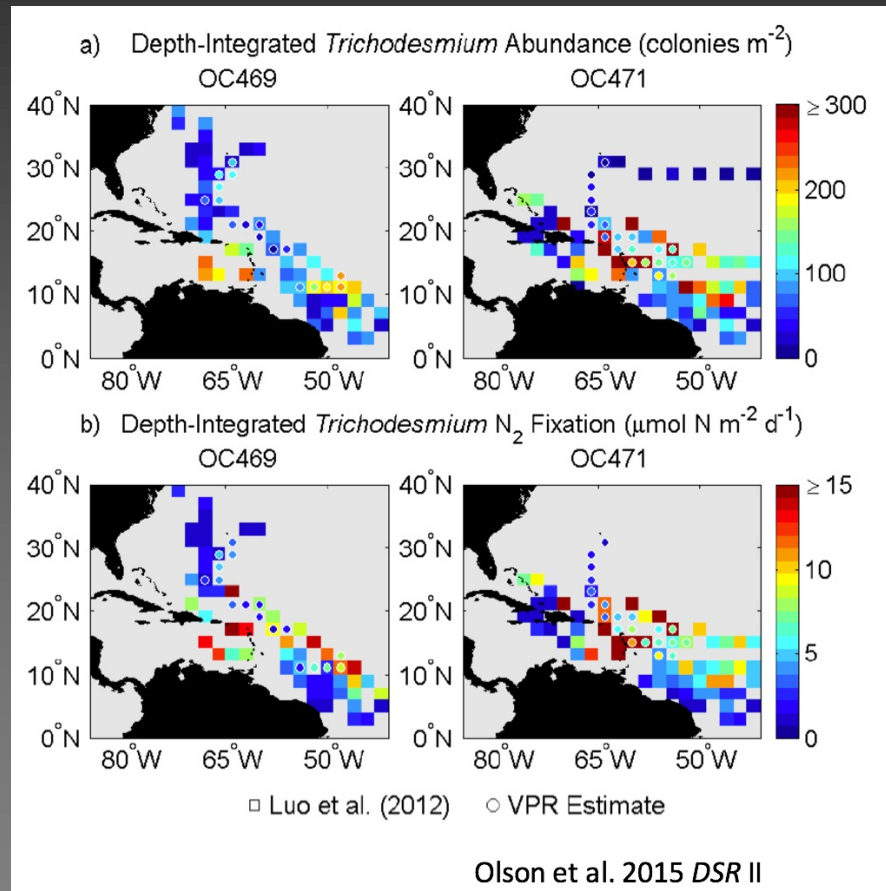 a) Depth-Integrated Trichodesmium Abundance (colonies m⁻²)
OC469 OC471
40°N 40°N ≥ 300
30°N 30°N
200
20°N 20°N
100
10°N 10°N
0°N 0°N 0
80°W 65°W 50°W 80°W 65°W 50°W
b) Depth-Integrated Trichodesmium N₂ Fixation (μmol N m⁻² d⁻¹)
OC469 OC471
40°N 40°N ≥ 15
30°N 30°N
10
20°N 20°N
5
10°N 10°N
0°N 0°N 0
80°W 65°W 50°W 80°W 65°W 50°W
□ Luo et al. (2012) ○ VPR Estimate
Olson et al. 2015 DSR II